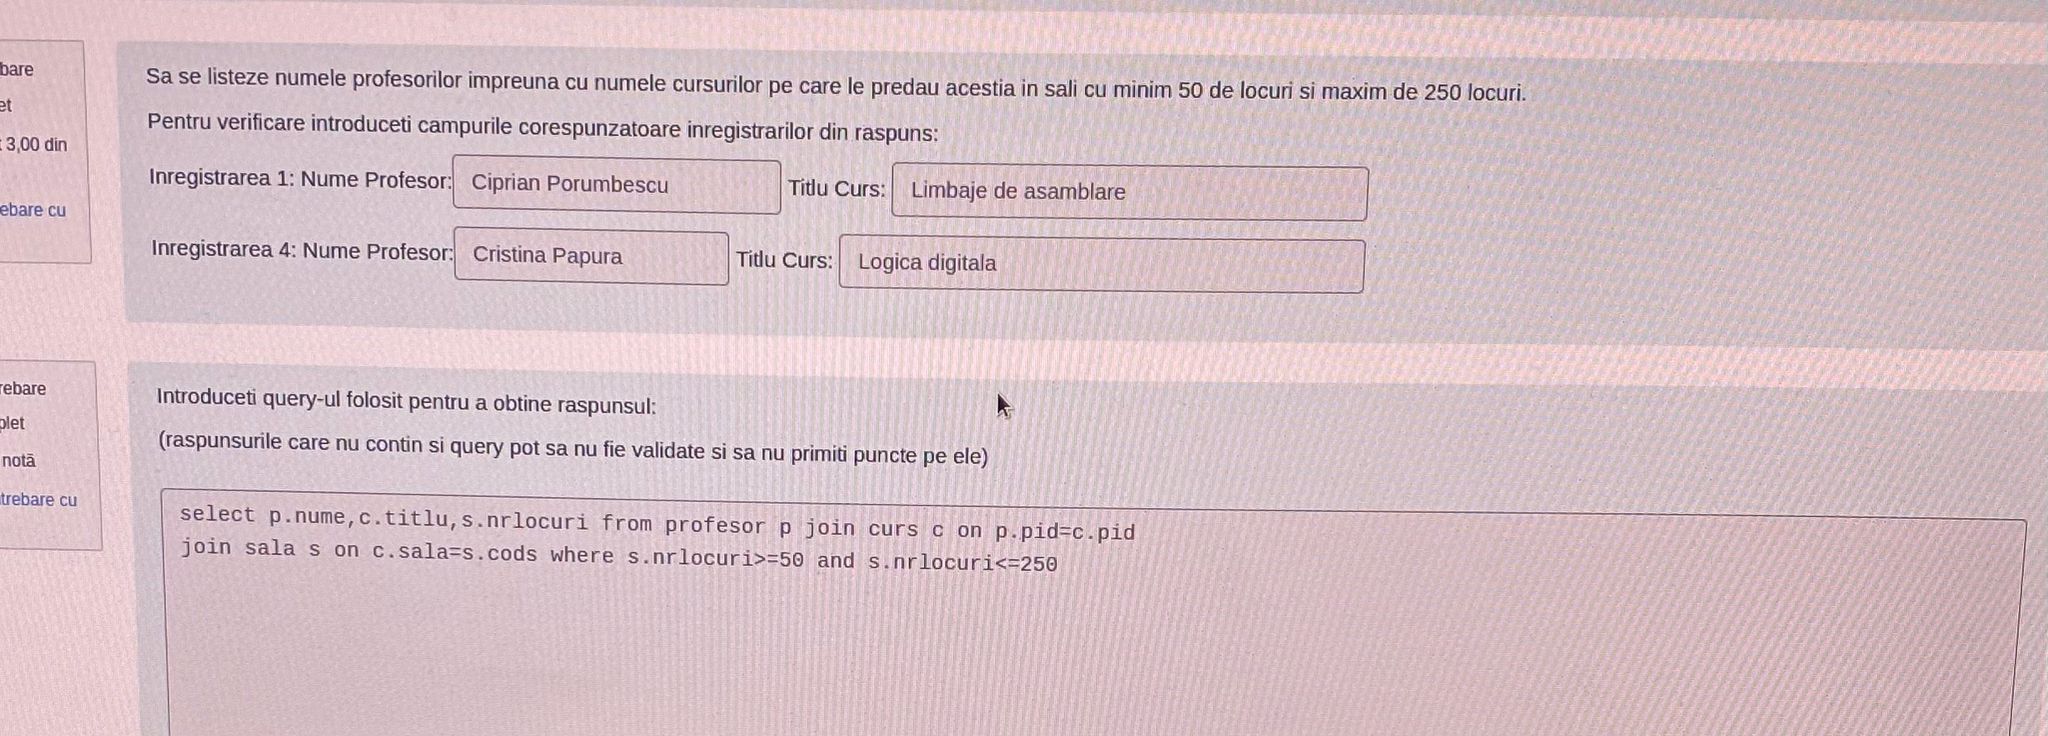 bare
et
3,00 din
ebare cu
Sa se listeze numele profesorilor impreuna cu numele cursurilor pe care le predau acestia in sali cu minim 50 de locuri si maxim de 250 locuri.
Pentru verificare introduceti campurile corespunzatoare inregistrarilor din raspuns:
Inregistrarea 1: Nume Profesor: Ciprian Porumbescu Titlu Curs: Limbaje de asamblare
Inregistrarea 4: Nume Profesor: Cristina Papura Titlu Curs: Logica digitala
rebare
plet
notă
trebare cu
Introduceti query-ul folosit pentru a obtine raspunsul:
(raspunsurile care nu contin si query pot sa nu fie validate si sa nu primiti puncte pe ele)
select p.nume,c.titlu,s.nrlocuri from profesor p join curs c on p.pid=c.pid
join sala s on c.sala=s.cods where s.nrlocuri>=50 and s.nrlocuri<=250